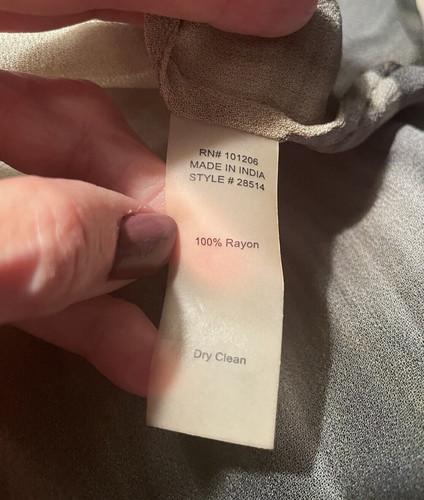 RN# 101206
MADE IN INDIA
STYLE # 28514
100% Rayon
Dry Clean